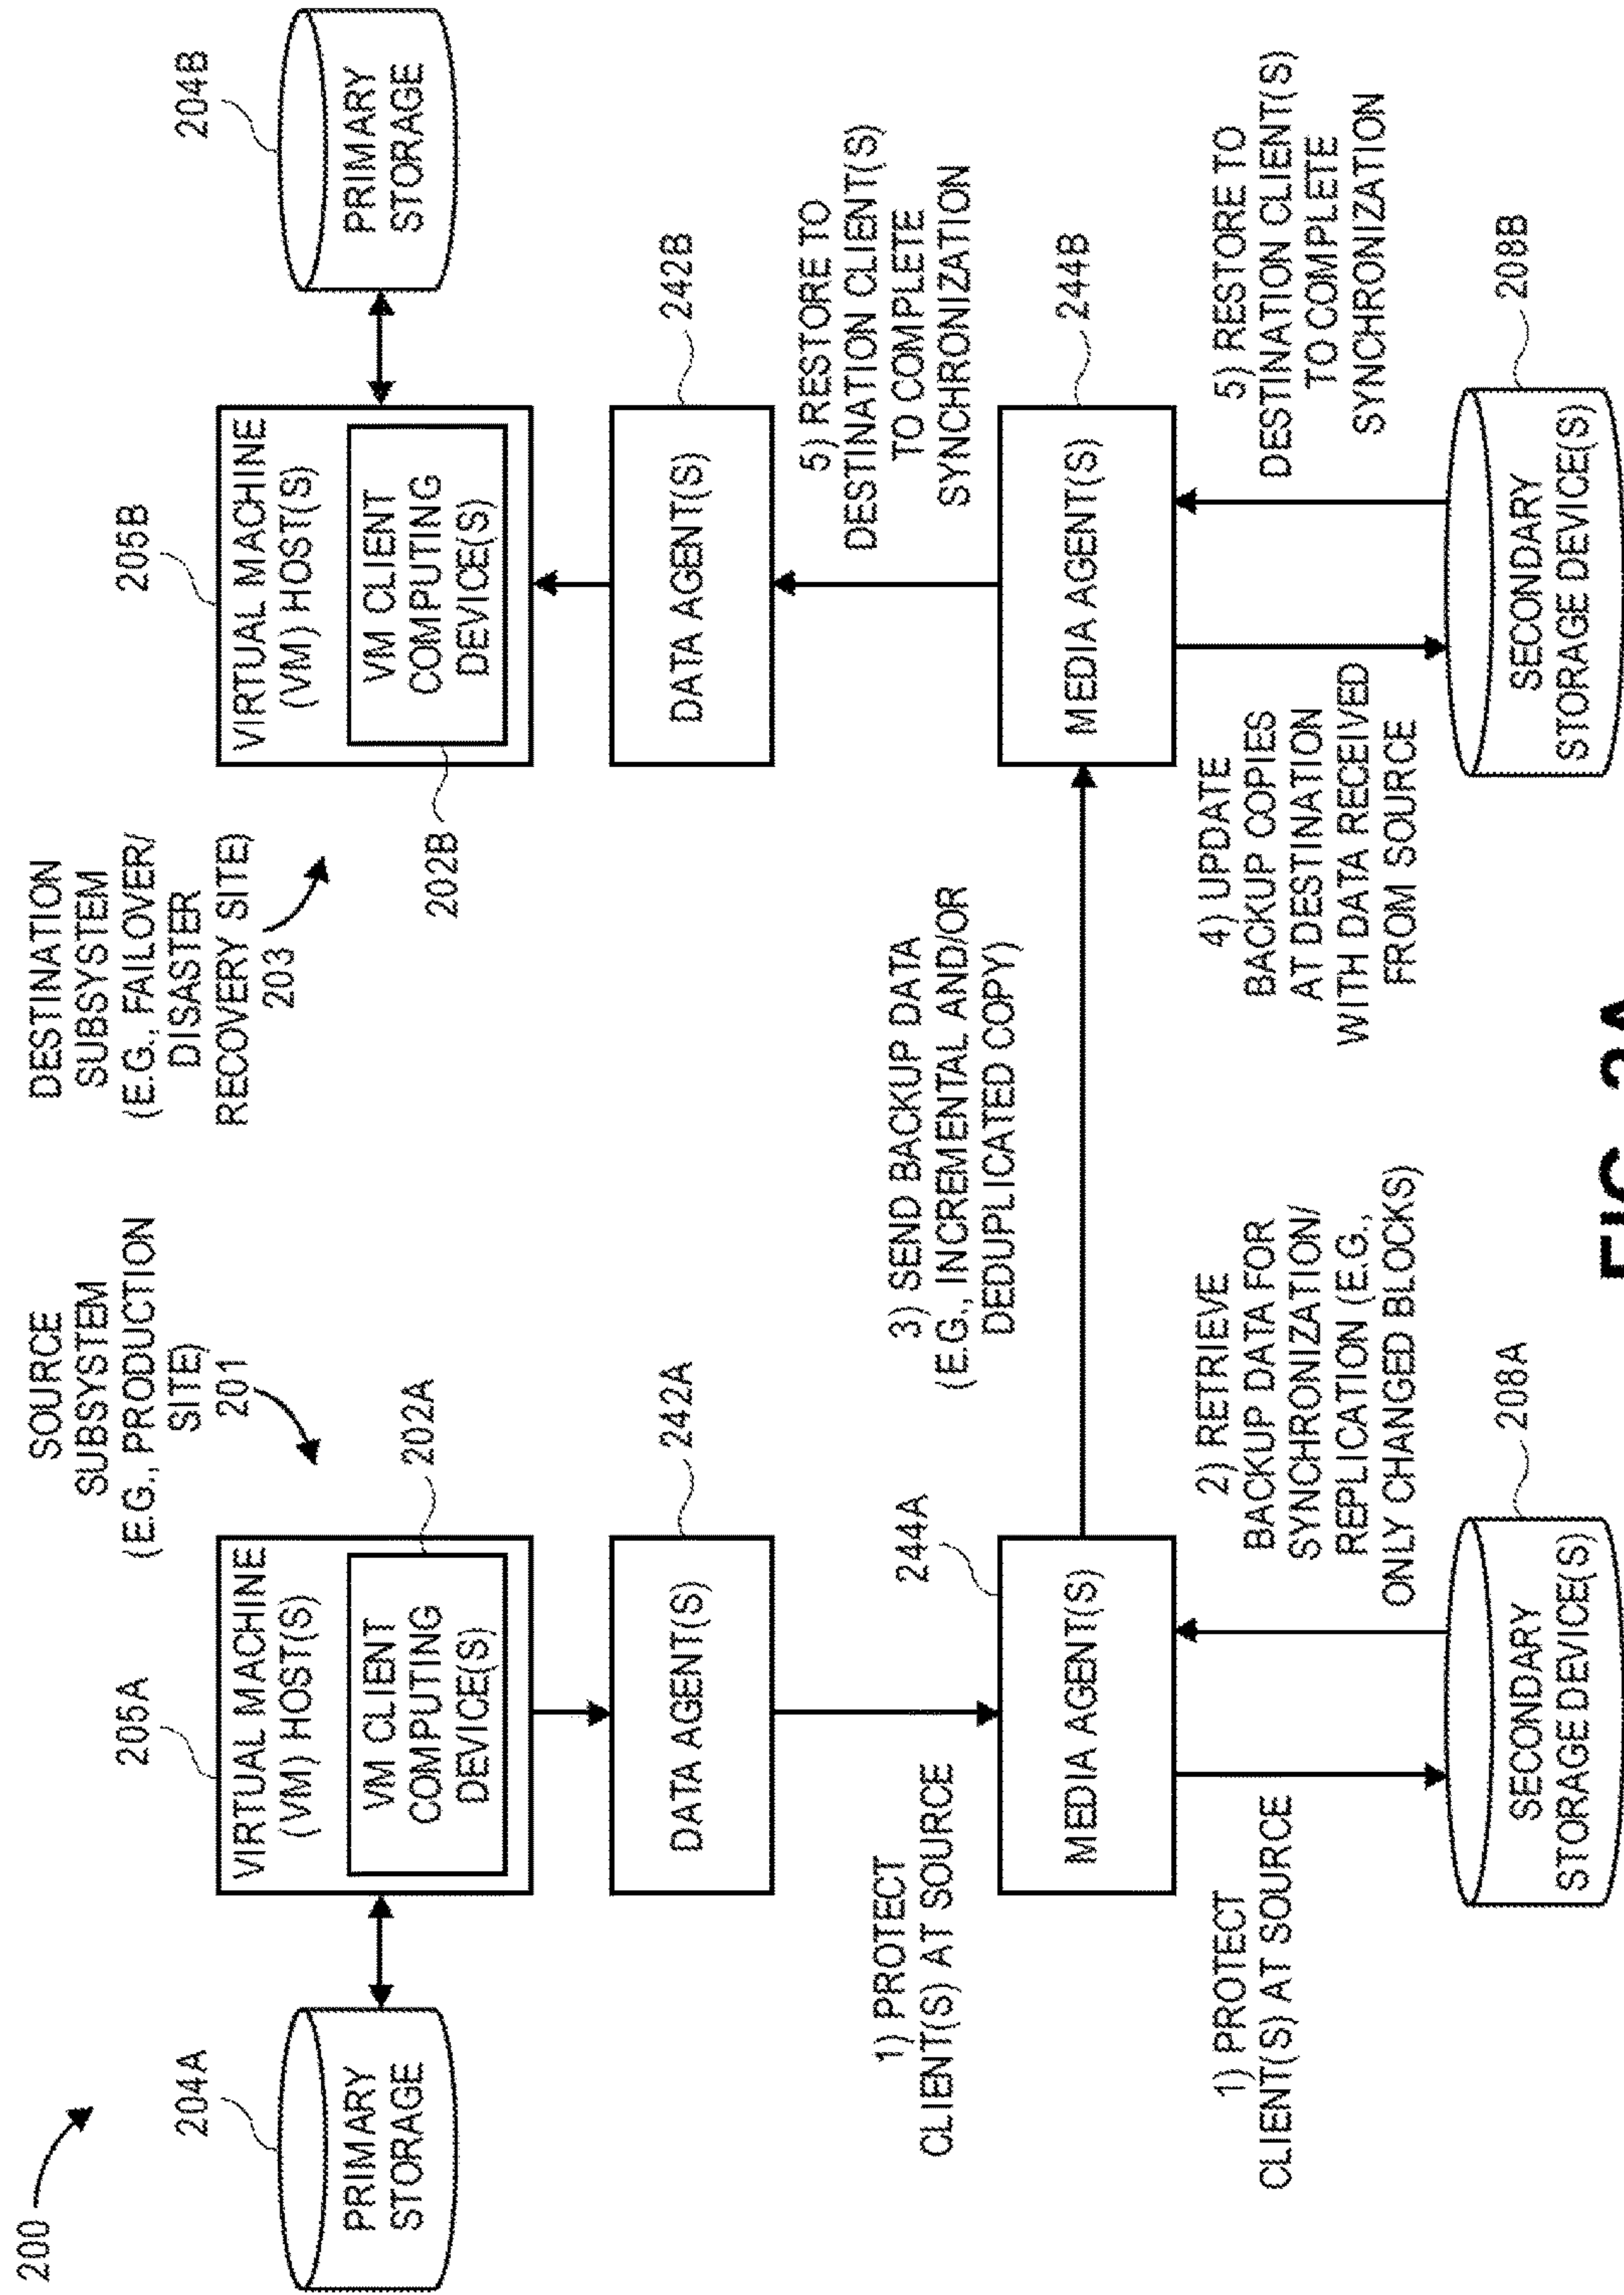 200
SOURCE
SUBSYSTEM
(E.G., PRODUCTION
SITE)
201
DESTINATION
SUBSYSTEM
(E.G., FAILOVER/
DISASTER
RECOVERY SITE)
203
204A
PRIMARY
STORAGE
205A
VIRTUAL MACHINE
(VM) HOST(S)
VM CLIENT
COMPUTING
DEVICE(S)
202A
205B
VIRTUAL MACHINE
(VM) HOST(S)
VM CLIENT
COMPUTING
DEVICE(S)
202B
204B
PRIMARY
STORAGE
DATA AGENT(S)
242A
DATA AGENT(S)
242B
1) PROTECT
CLIENT(S) AT SOURCE
3) SEND BACKUP DATA
(E.G., INCREMENTAL AND/OR
DEDUPLICATED COPY)
5) RESTORE TO
DESTINATION CLIENT(S)
TO COMPLETE
SYNCHRONIZATION
MEDIA AGENT(S)
244A
MEDIA AGENT(S)
244B
1) PROTECT
CLIENT(S) AT SOURCE
2) RETRIEVE
BACKUP DATA FOR
SYNCHRONIZATION/
REPLICATION (E.G.,
ONLY CHANGED BLOCKS)
4) UPDATE
BACKUP COPIES
AT DESTINATION
WITH DATA RECEIVED
FROM SOURCE
5) RESTORE TO
DESTINATION CLIENT(S)
TO COMPLETE
SYNCHRONIZATION
SECONDARY
STORAGE DEVICE(S)
208A
SECONDARY
STORAGE DEVICE(S)
208B
FIG. 2A